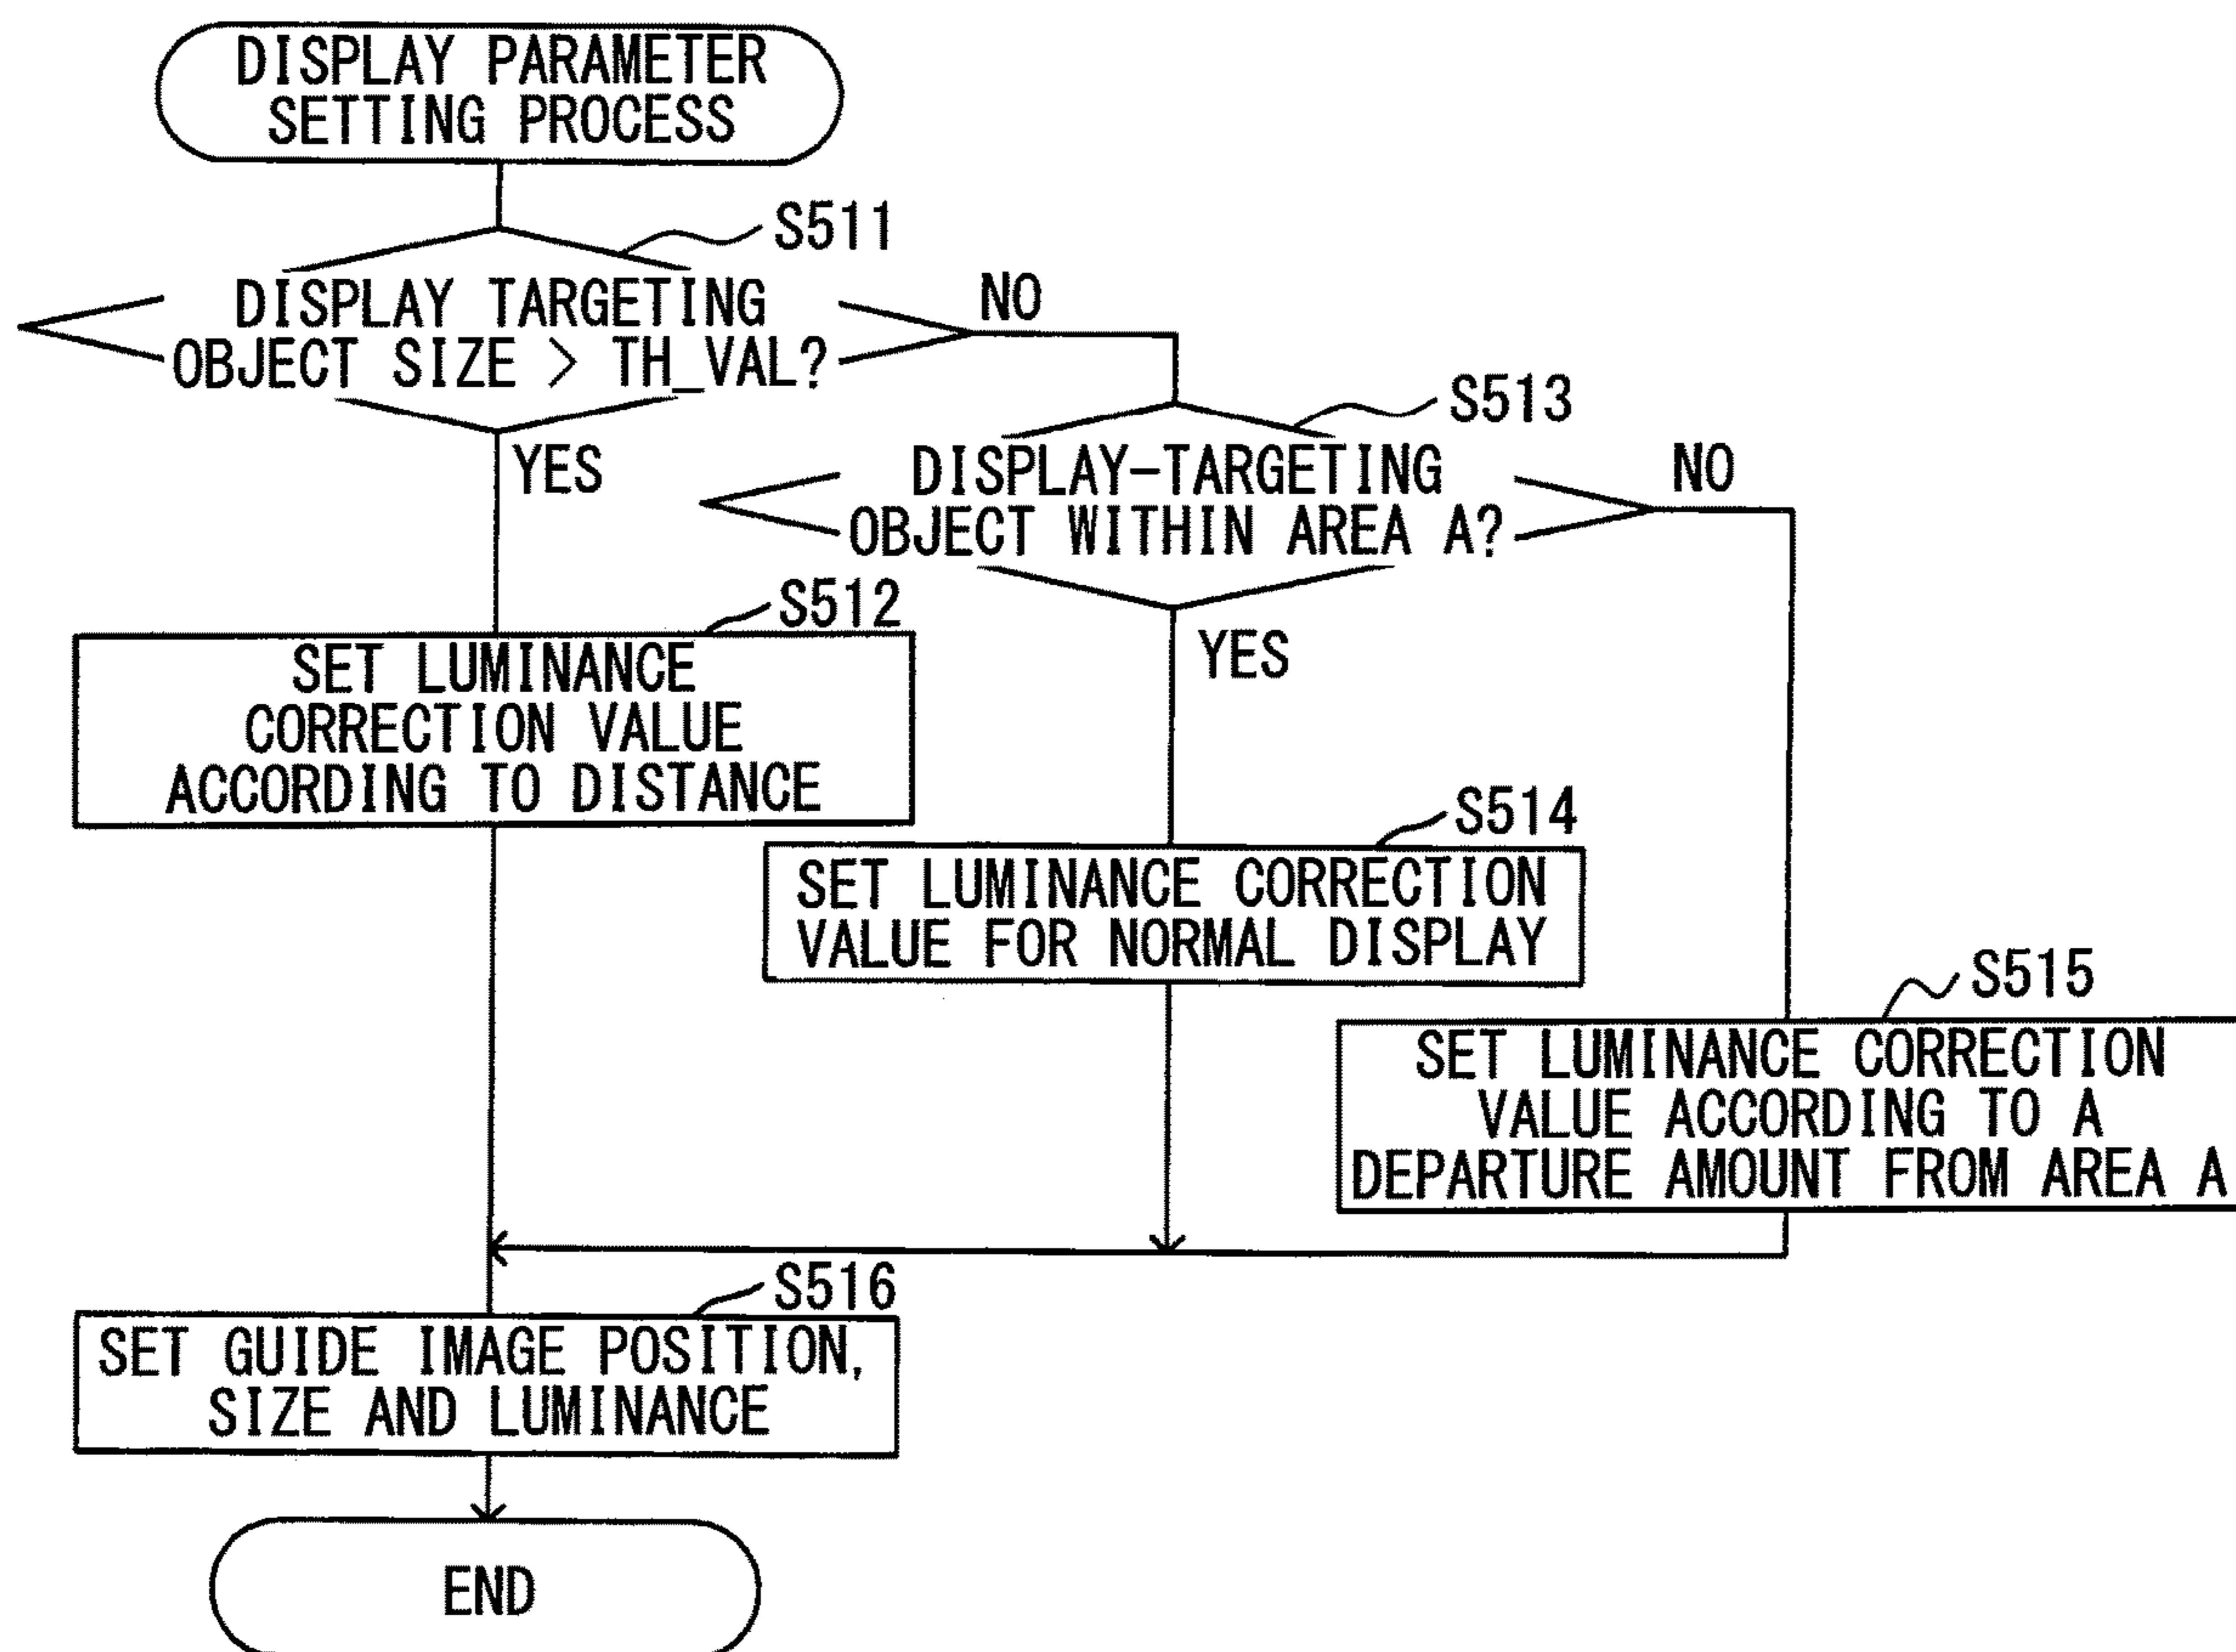 DISPLAY PARAMETER
SETTING PROCESS
S511
DISPLAY TARGETING
OBJECT SIZE > TH_VAL?
NO
YES
S513
DISPLAY-TARGETING
OBJECT WITHIN AREA A?
NO
YES
S512
SET LUMINANCE
CORRECTION VALUE
ACCORDING TO DISTANCE
S514
SET LUMINANCE CORRECTION
VALUE FOR NORMAL DISPLAY
S515
SET LUMINANCE CORRECTION
VALUE ACCORDING TO A
DEPARTURE AMOUNT FROM AREA A
S516
SET GUIDE IMAGE POSITION,
SIZE AND LUMINANCE
END